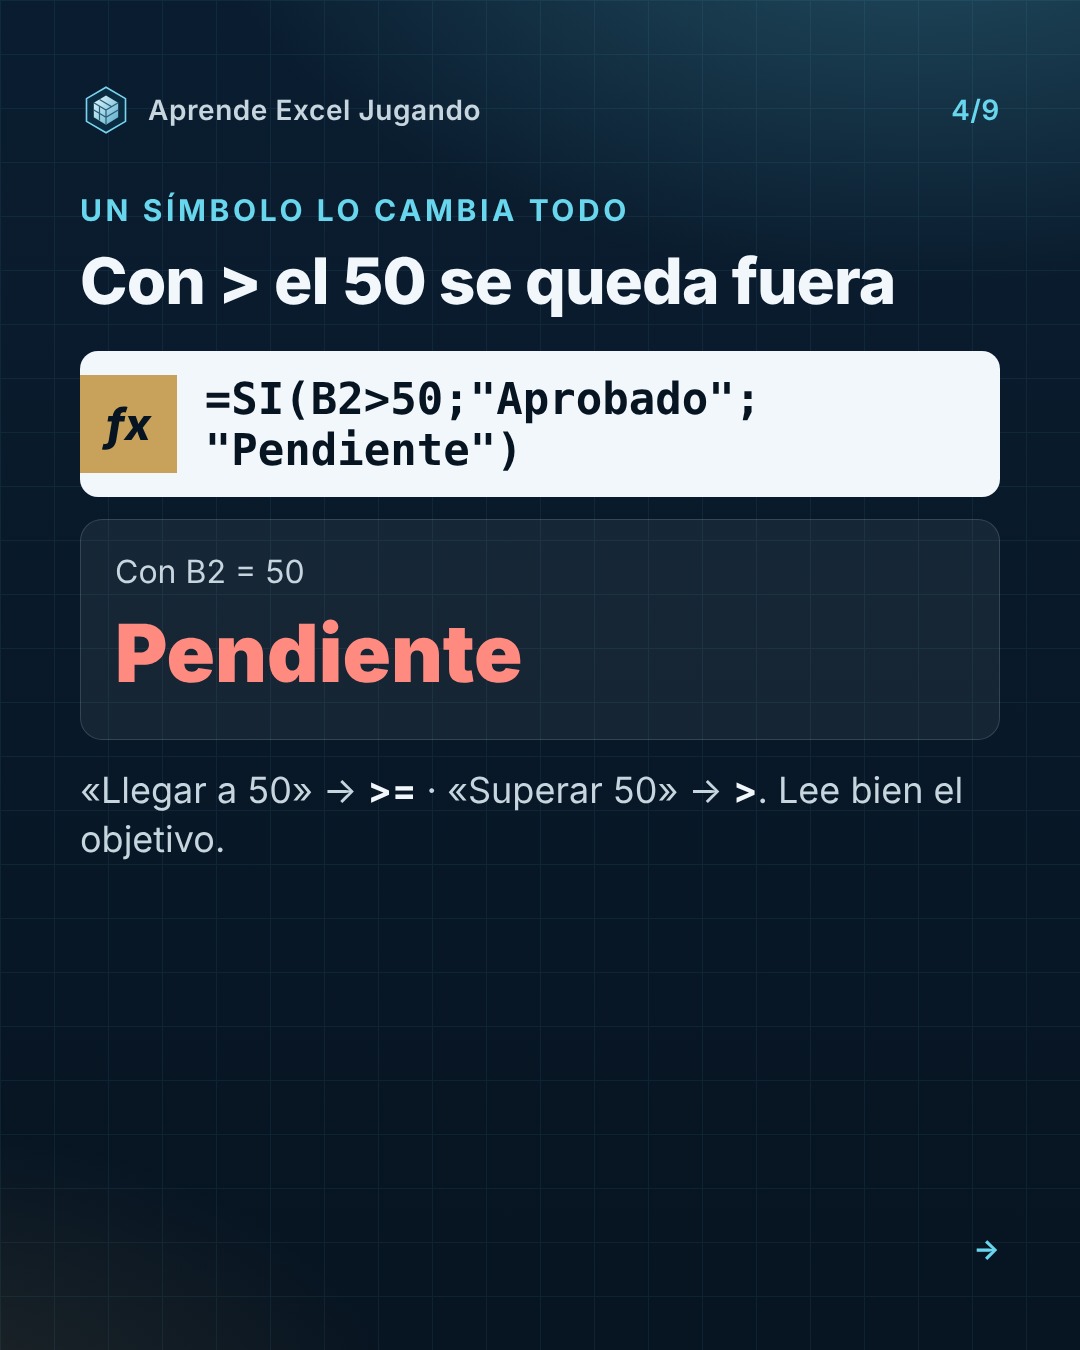 Aprende Excel Jugando
4/9
UN SÍMBOLO LO CAMBIA TODO
Con > el 50 se queda fuera
fx
=SI(B2>50;"Aprobado";
"Pendiente")
Con B2 = 50
Pendiente
«Llegar a 50» → >= · «Superar 50» → >. Lee bien el
objetivo.
→